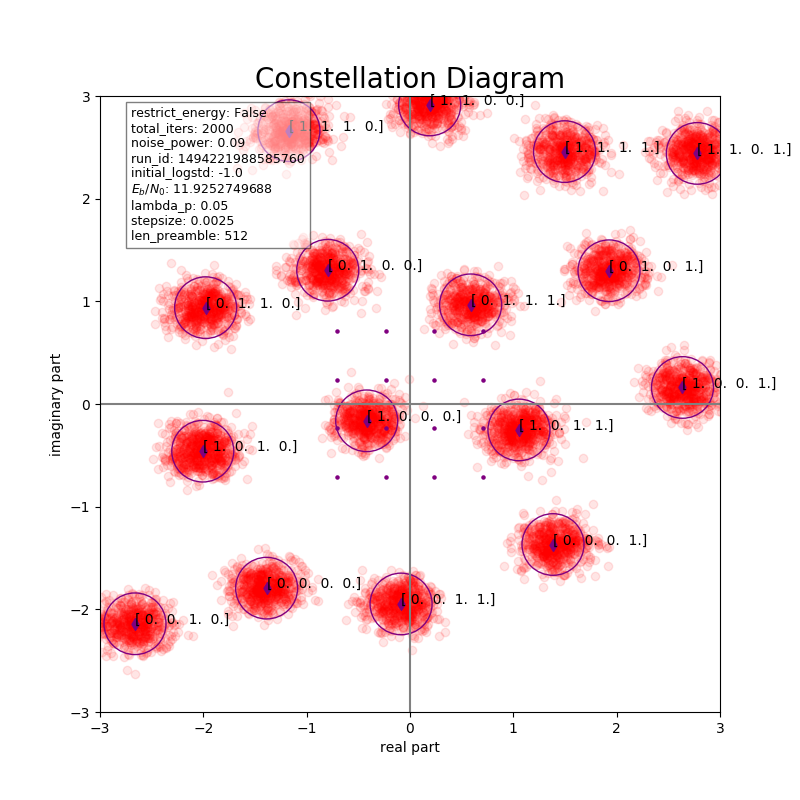 Constellation Diagram
3
2
1
0
−1
−2
−3
imaginary part
restrict_energy: False
total_iters: 2000
noise_power: 0.09
run_id: 1494221988585760
initial_logstd: -1.0
E_b/N_0: 11.9252749688
lambda_p: 0.05
stepsize: 0.0025
len_preamble: 512
[ 1. 1. 0. 0.]
[ 1. 1. 1. 0.]
[ 1. 1. 1. 1.]
[ 1. 1. 0. 1.]
[ 0. 1. 0. 0.]
[ 0. 1. 0. 1.]
[ 0. 1. 1. 0.]
[ 0. 1. 1. 1.]
[ 1. 0. 0. 1.]
[ 1. 0. 0. 0.]
[ 1. 0. 1. 1.]
[ 1. 0. 1. 0.]
[ 0. 0. 0. 1.]
[ 0. 0. 0. 0.]
[ 0. 0. 1. 1.]
[ 0. 0. 1. 0.]
−3 −2 −1 0 1 2 3
real part